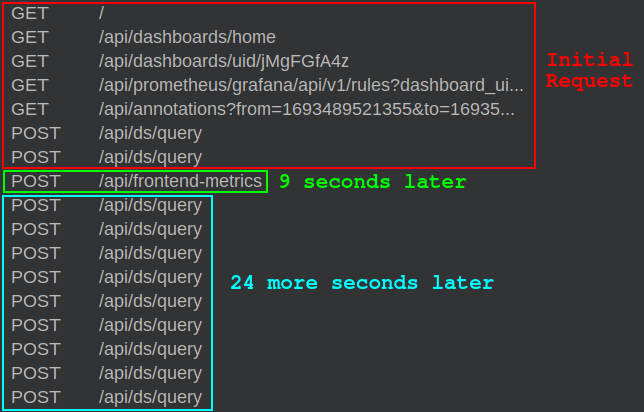 GET /
GET /api/dashboards/home
GET /api/dashboards/uid/jMgFGfA4z
GET /api/prometheus/grafana/api/v1/rules?dashboard_ui...
GET /api/annotations?from=1693489521355&to=16935...
POST /api/ds/query
POST /api/ds/query
Initial
Request
POST /api/frontend-metrics 9 seconds later
POST /api/ds/query
POST /api/ds/query
POST /api/ds/query
POST /api/ds/query
POST /api/ds/query
POST /api/ds/query
POST /api/ds/query
POST /api/ds/query
POST /api/ds/query
24 more seconds later